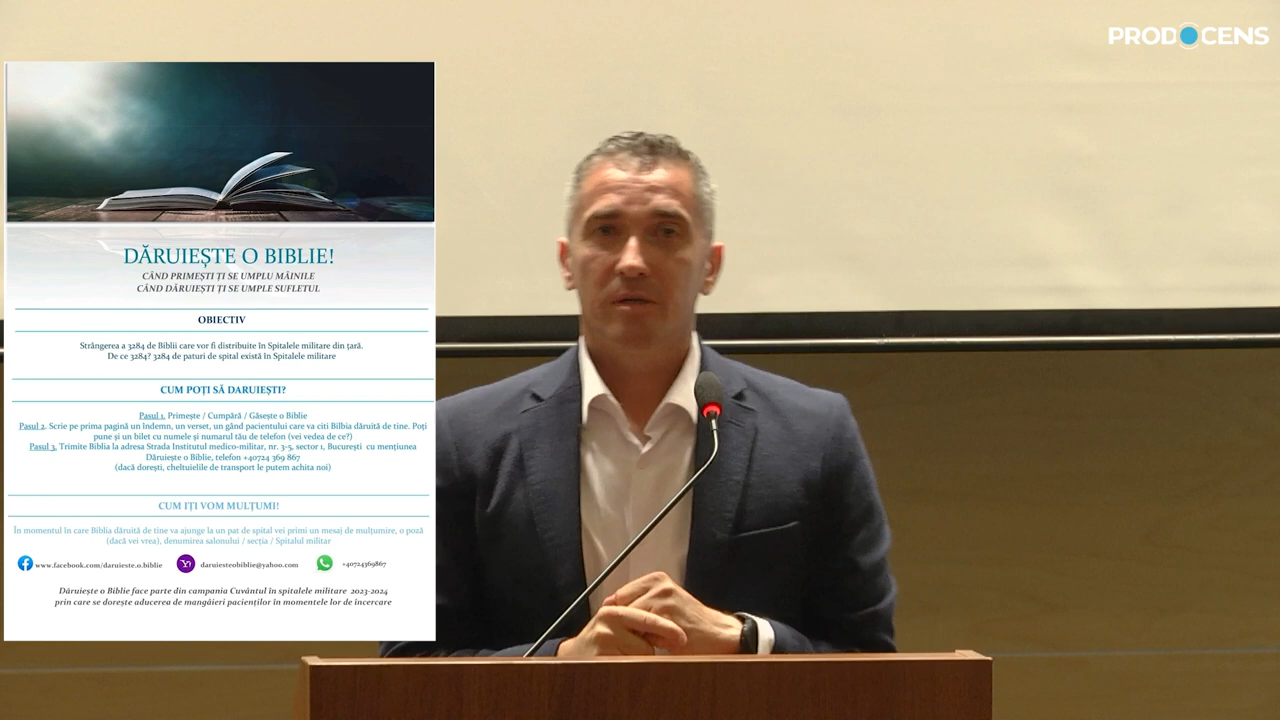 PRODOCENS
DĂRUIEȘTE O BIBLIE!
CÂND PRIMEȘTI ȚI SE UMPLU MÂINILE
CÂND DĂRUIEȘTI ȚI SE UMPLE SUFLETUL
OBIECTIV
Strângerea a 3284 de Biblii care vor fi distribuite în Spitalele militare din țară.
De ce 3284? 3284 de paturi de spital există în Spitalele militare
CUM POȚI SĂ DARUIEȘTI?
Pasul 1. Primește / Cumpără / Găsește o Biblie
Pasul 2. Scrie pe prima pagină un îndemn, un verset, un gând pacientului care va citi Bilbia dăruită de tine. Poți
pune și un bilet cu numele și numarul tău de telefon (vei vedea de ce?)
Pasul 3. Trimite Biblia la adresa Strada Institutul medico-militar, nr. 3-5, sector 1, București cu mențiunea
Dăruiește o Biblie, telefon +40724 369 867
(dacă dorești, cheltuielile de transport le putem achita noi)
CUM IȚI VOM MULȚUMI!
În momentul în care Biblia dăruită de tine va ajunge la un pat de spital vei primi un mesaj de mulțumire, o poză
(dacă vei vrea), denumirea salonului / secția / Spitalul militar
www.facebook.com/daruieste.o.biblie
daruiesteobiblie@yahoo.com
+40724369867
Dăruiește o Biblie face parte din campania Cuvântul în spitalele militare 2023-2024
prin care se dorește aducerea de mangâieri pacienților în momentele lor de încercare